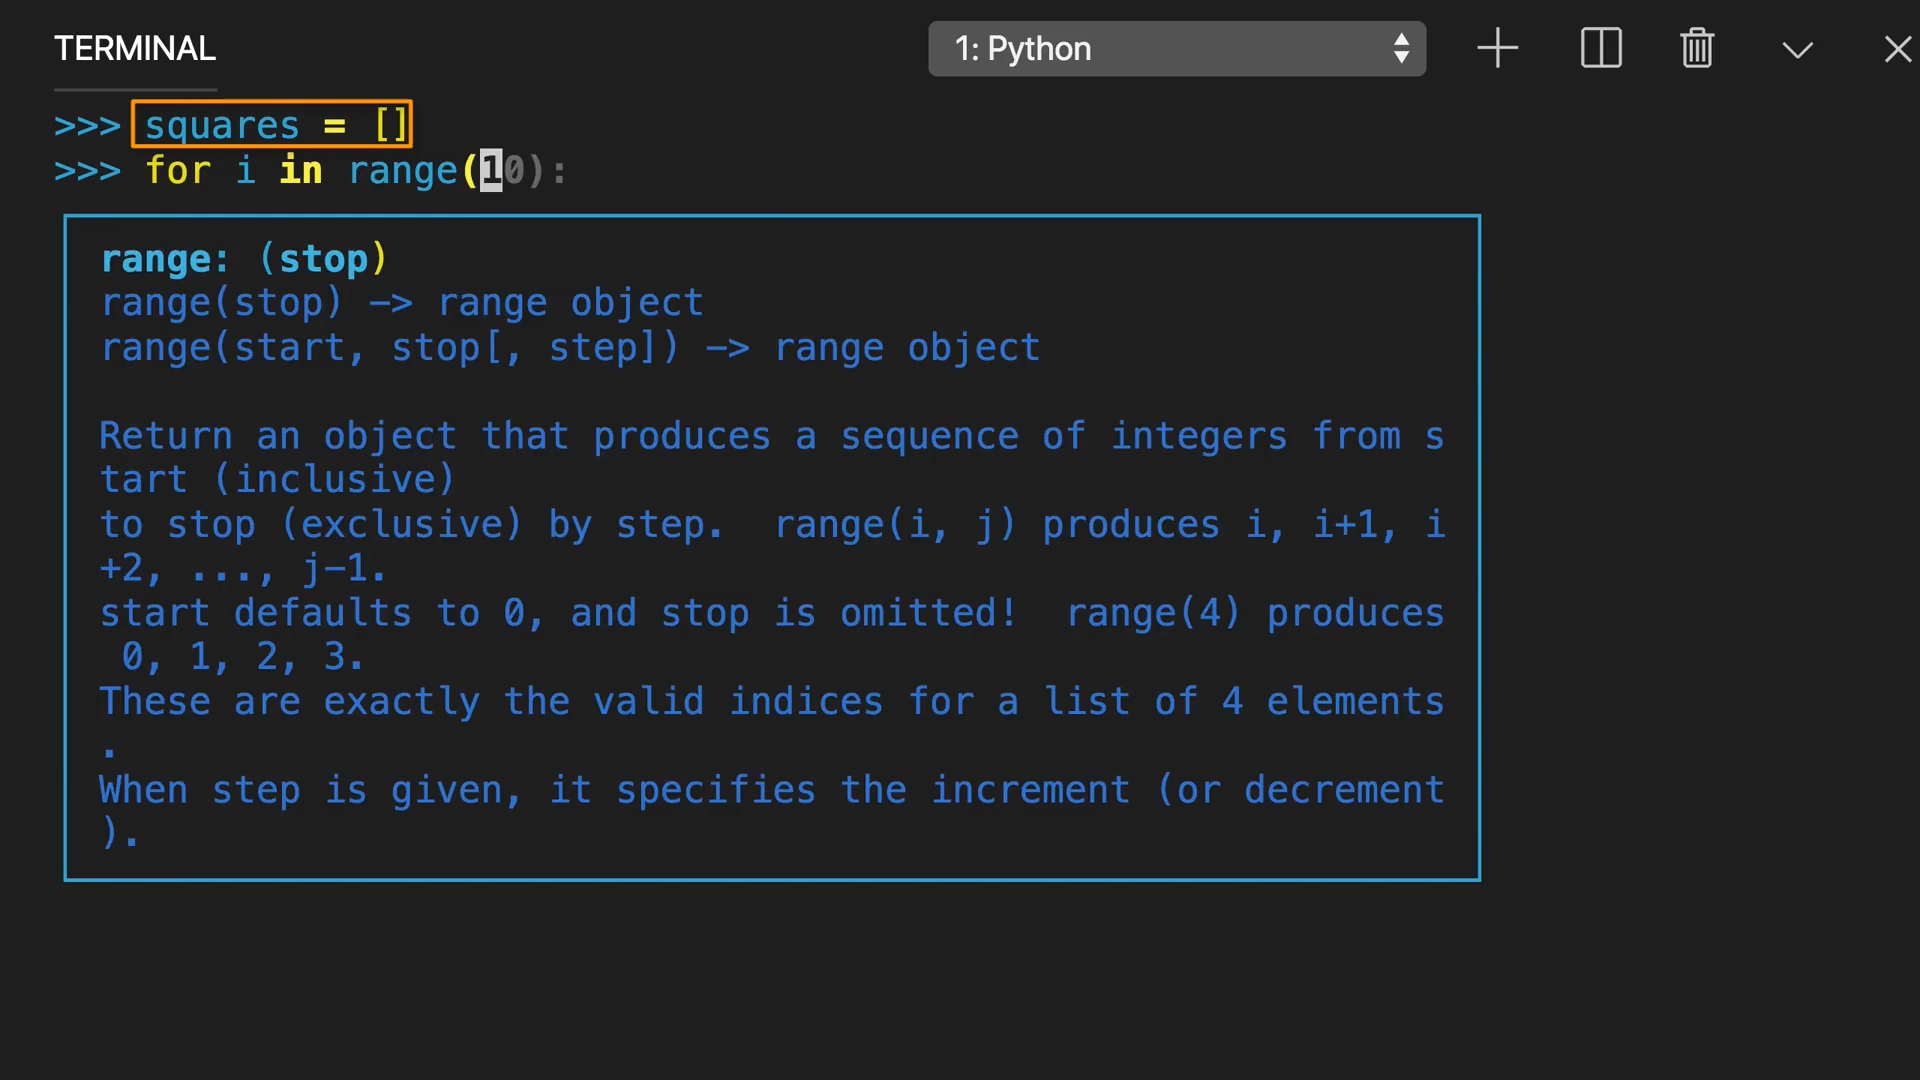 TERMINAL
1: Python
>>> squares = []
>>> for i in range(10):
range: (stop)
range(stop) -> range object
range(start, stop[, step]) -> range object
Return an object that produces a sequence of integers from s
tart (inclusive)
to stop (exclusive) by step.  range(i, j) produces i, i+1, i
+2, ..., j-1.
start defaults to 0, and stop is omitted!  range(4) produces
 0, 1, 2, 3.
These are exactly the valid indices for a list of 4 elements
.
When step is given, it specifies the increment (or decrement
).